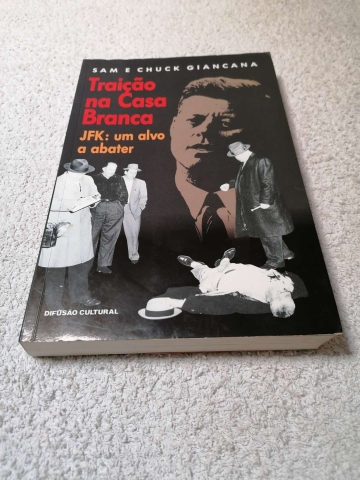 SAM E CHUCK GIANCANA
Traição
na Casa
Branca
JFK: um alvo
a abater
DIFUSÃO CULTURAL